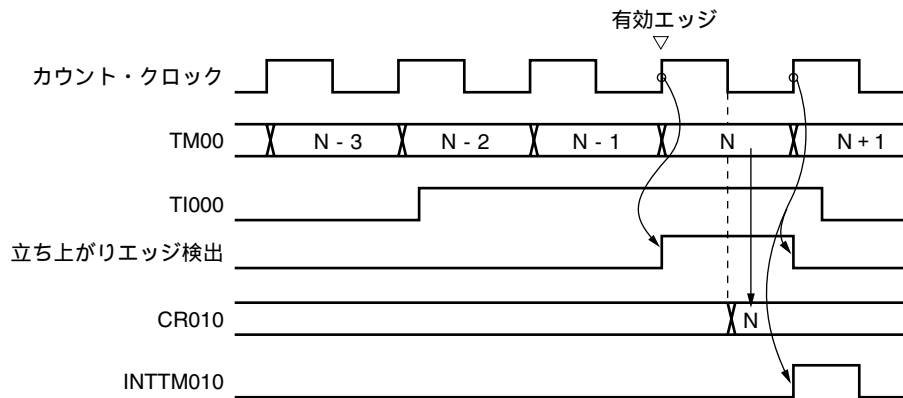 有効エッジ
カウント・クロック
TM00 N - 3 N - 2 N - 1 N N + 1
TI000
立ち上がりエッジ検出
CR010 N
INTTM010